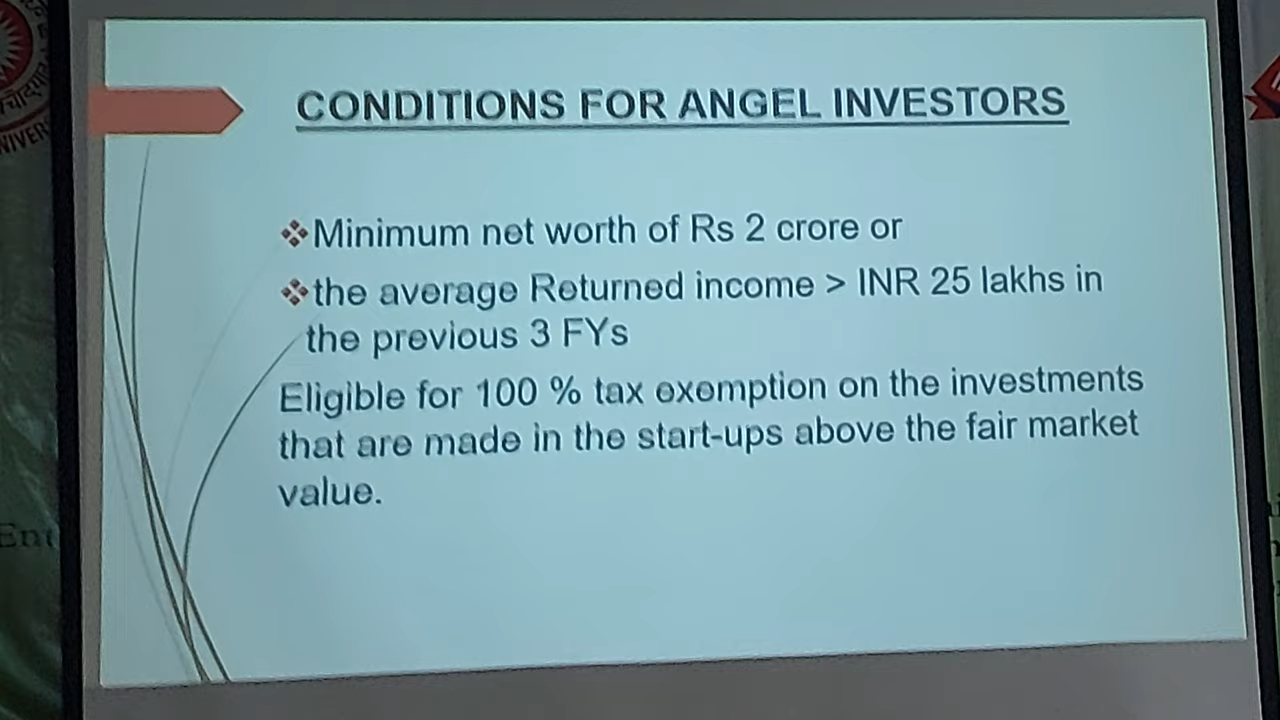 CONDITIONS FOR ANGEL INVESTORS
Minimum net worth of Rs 2 crore or
the average Returned income > INR 25 lakhs in
the previous 3 FYs
Eligible for 100 % tax exemption on the investments
that are made in the start-ups above the fair market
value.